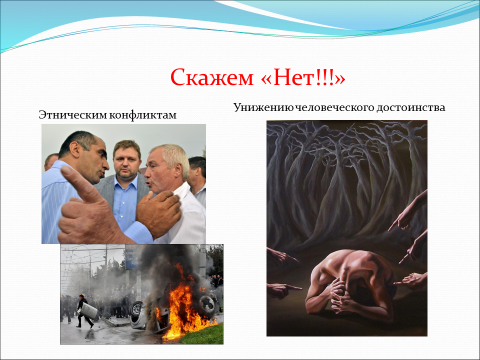 Скажем «Нет!!!»
Этническим конфликтам
Унижению человеческого достоинства